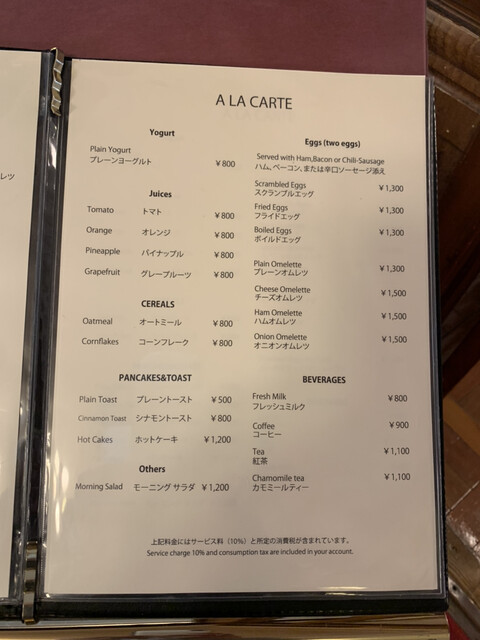 レツ
A LA CARTE
Yogurt
Plain Yogurt
プレーンヨーグルト ￥800
Juices
Tomato トマト ￥800
Orange オレンジ ￥800
Pineapple パイナップル ￥800
Grapefruit グレープルーツ ￥800
CEREALS
Oatmeal オートミール ￥800
Cornflakes コーンフレーク ￥800
PANCAKES&TOAST
Plain Toast プレーントースト ￥500
Cinnamon Toast シナモントースト ￥800
Hot Cakes ホットケーキ ￥1,200
Others
Morning Salad モーニング サラダ ￥1,200
Eggs (two eggs)
Served with Ham,Bacon or Chili-Sausage
ハム、ベーコン、または辛口ソーセージ添え
Scrambled Eggs ￥1,300
スクランブルエッグ
Fried Eggs ￥1,300
フライドエッグ
Boiled Eggs ￥1,300
ボイルドエッグ
Plain Omelette ￥1,300
プレーンオムレツ
Cheese Omelette ￥1,500
チーズオムレツ
Ham Omelette ￥1,500
ハムオムレツ
Onion Omelette ￥1,500
オニオンオムレツ
BEVERAGES
Fresh Milk ￥800
フレッシュミルク
Coffee ￥900
コーヒー
Tea ￥1,100
紅茶
Chamomile tea ￥1,100
カモミールティー
上記料金にはサービス料（10%）と所定の消費税が含まれています。
Service charge 10% and consumption tax are included in your account.